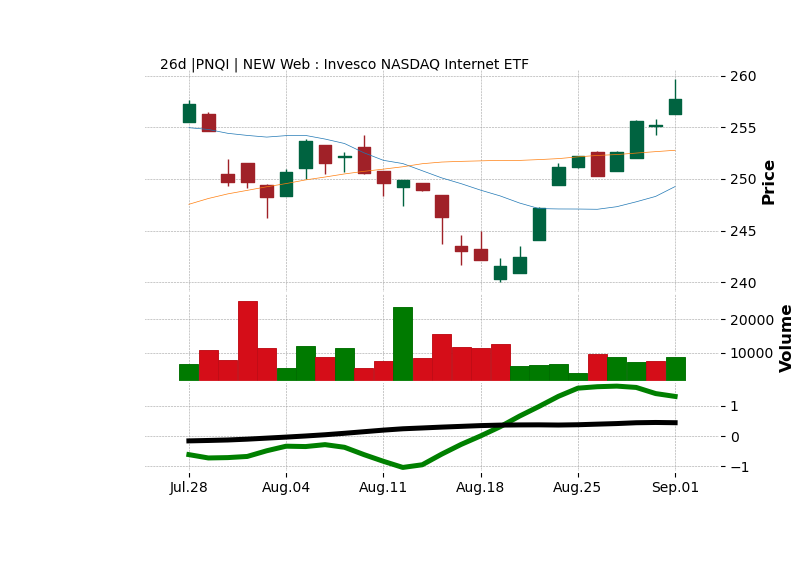 26d |PNQI | NEW Web : Invesco NASDAQ Internet ETF
260
255
250
245
240
Price
20000
10000
Volume
1
0
−1
Jul.28 Aug.04 Aug.11 Aug.18 Aug.25 Sep.01